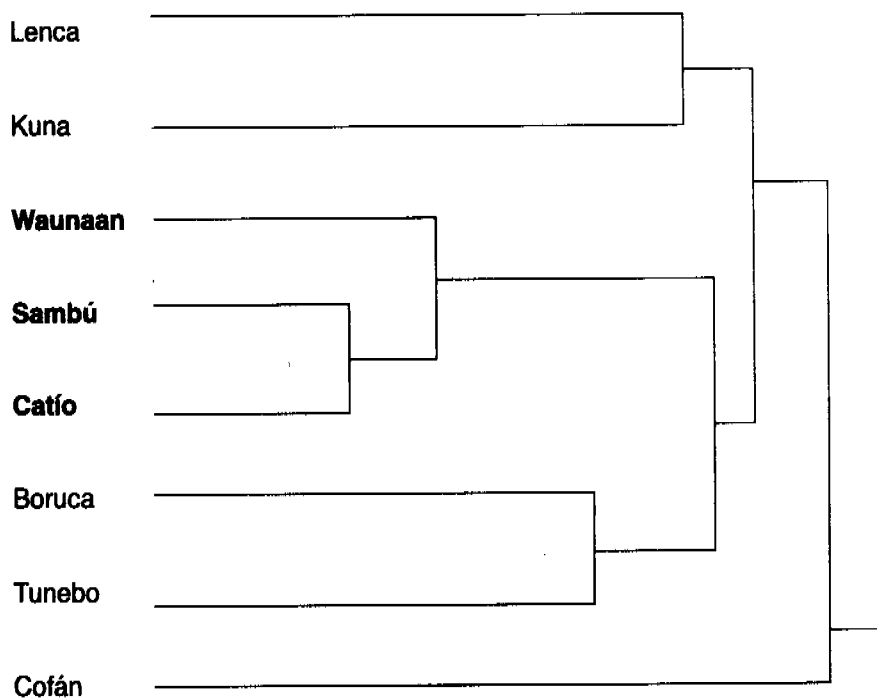 Lenca
Kuna
Waunaan
Sambú
Catío
Boruca
Tunebo
Cofán